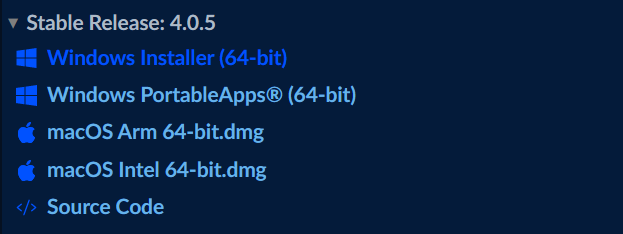 Stable Release: 4.0.5
Windows Installer (64-bit)
Windows PortableApps® (64-bit)
macOS Arm 64-bit.dmg
macOS Intel 64-bit.dmg
Source Code